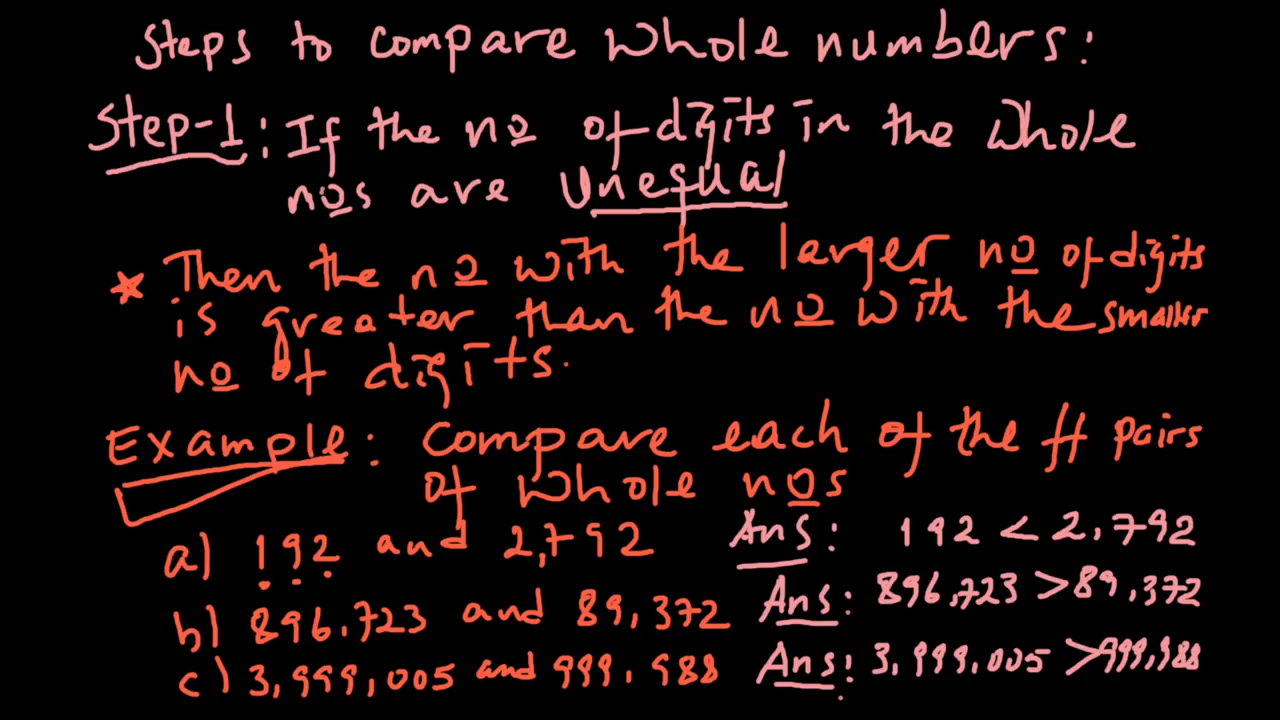 Steps to compare whole numbers:
Step-1: If the no of digits in the whole
nos are Unequal
* Then the no with the larger no of digits
is greater than the no with the smaller
no of digits.
Example: Compare each of the ff pairs
of whole nos
a) 192 and 2,792 Ans: 192 < 2,792
b) 896,723 and 89,372 Ans: 896,723 > 89,372
c) 3,999,005 and 999,988 Ans: 3,999,005 > 999,988